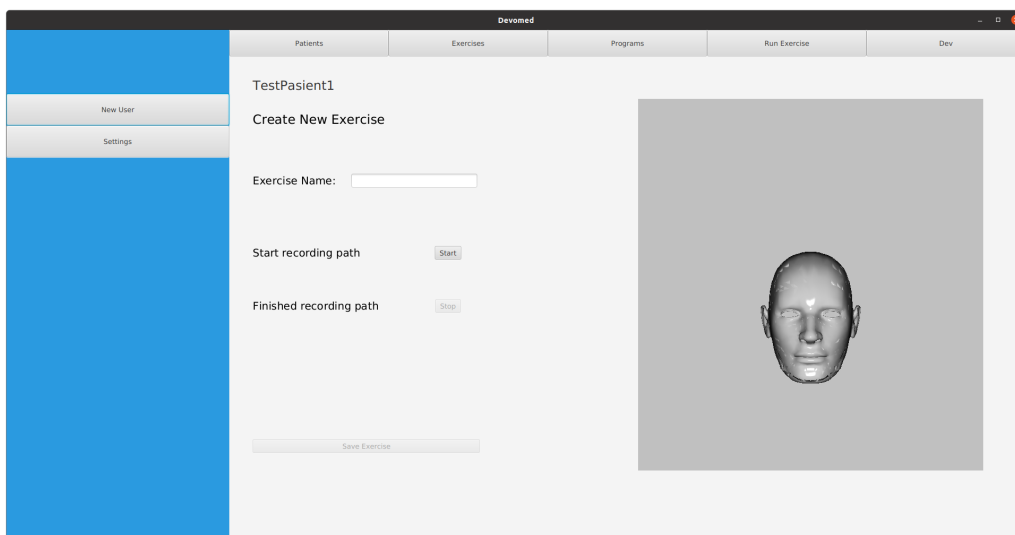 Devomed
Patients Exercises Programs Run Exercise Dev
New User
Settings
TestPasient1
Create New Exercise
Exercise Name:
Start recording path Start
Finished recording path Stop
Save Exercise